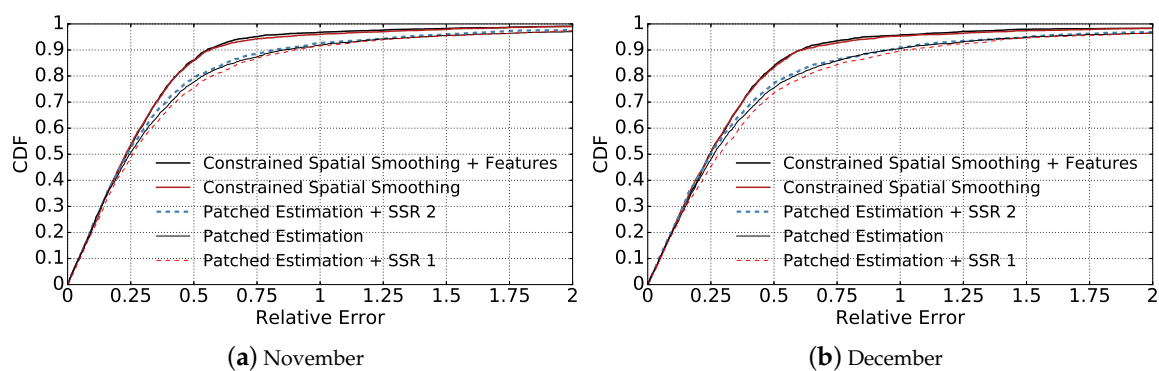 1
0.9
0.8
0.7
0.6
0.5
0.4
0.3
0.2
0.1
0
CDF
Constrained Spatial Smoothing + Features
Constrained Spatial Smoothing
Patched Estimation + SSR 2
Patched Estimation
Patched Estimation + SSR 1
0 0.25 0.5 0.75 1 1.25 1.5 1.75 2
Relative Error
(a) November
1
0.9
0.8
0.7
0.6
0.5
0.4
0.3
0.2
0.1
0
CDF
Constrained Spatial Smoothing + Features
Constrained Spatial Smoothing
Patched Estimation + SSR 2
Patched Estimation
Patched Estimation + SSR 1
0 0.25 0.5 0.75 1 1.25 1.5 1.75 2
Relative Error
(b) December